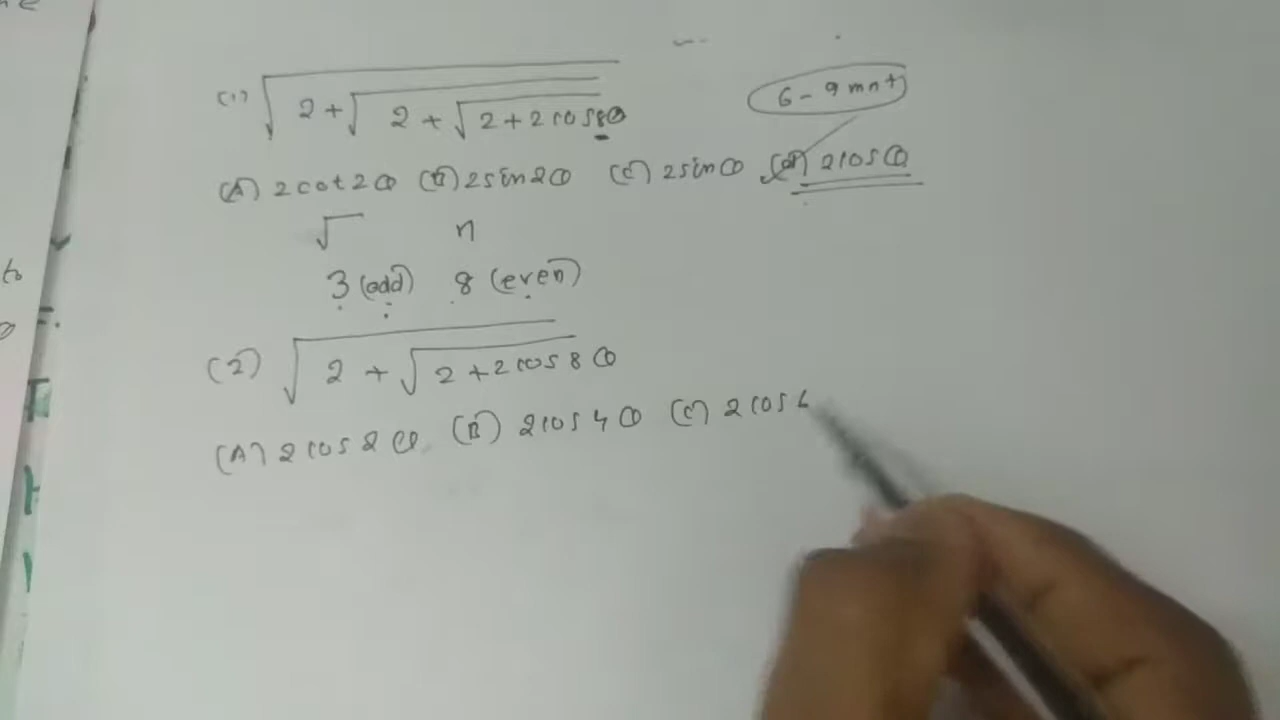 (1) √2+√2+√2+2cos8θ
6-9 mnt
(A) 2cot2θ (B) 2sin2θ (C) 2sinθ (D) 2cosθ
√ n
3 (odd) 8 (even)
(2) √2+√2+2cos8θ
(A) 2cos2θ (B) 2cos4θ (C) 2cos
to